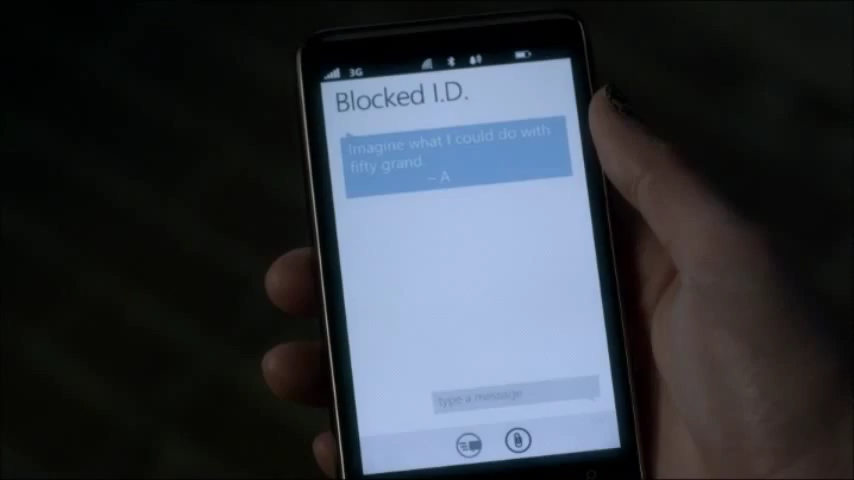 3G
Blocked I.D.
Imagine what I could do with
fifty grand.
~ A
type a message